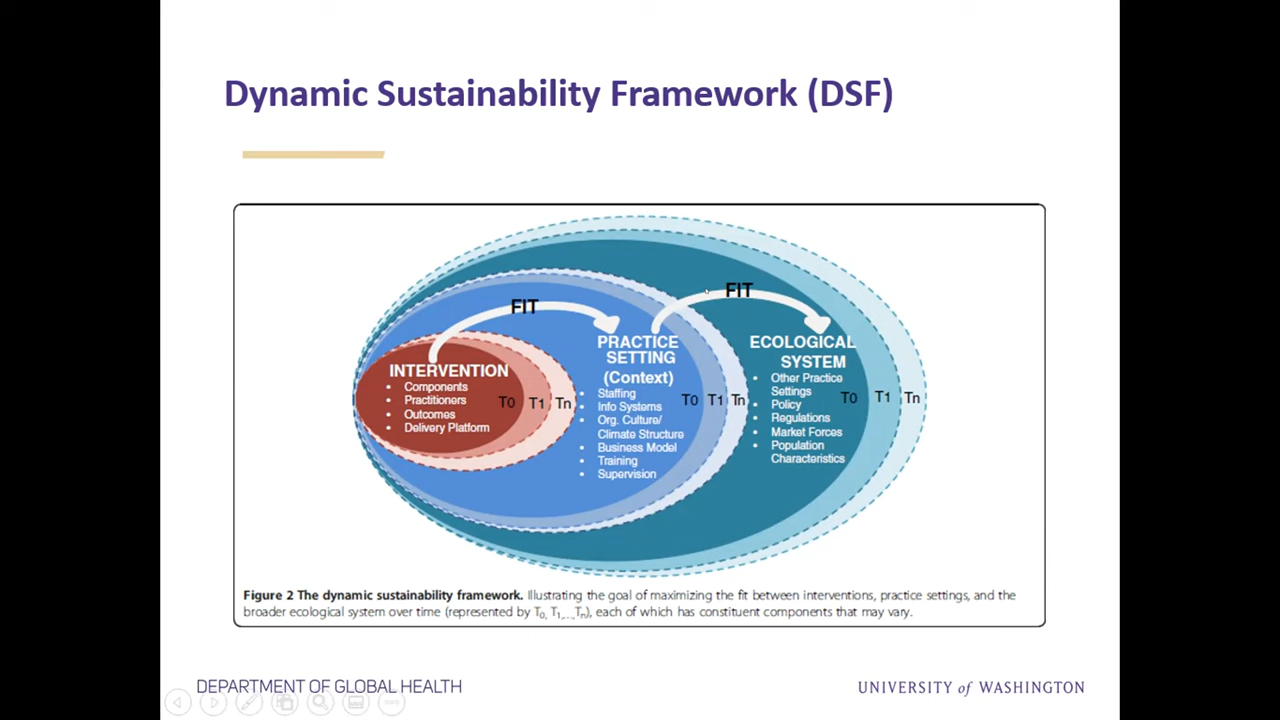 Dynamic Sustainability Framework (DSF)
FIT
FIT
INTERVENTION
• Components
• Practitioners
• Outcomes
• Delivery Platform
T0
T1
Tn
PRACTICE
SETTING
(Context)
• Staffing
• Info Systems
• Org. Culture/
Climate Structure
• Business Model
• Training
• Supervision
T0
T1
Tn
ECOLOGICAL
SYSTEM
• Other Practice
Settings
• Policy
• Regulations
• Market Forces
• Population
Characteristics
T0
T1
Tn
Figure 2 The dynamic sustainability framework. Illustrating the goal of maximizing the fit between interventions, practice settings, and the
broader ecological system over time (represented by T0, T1,...,Tn), each of which has constituent components that may vary.
DEPARTMENT OF GLOBAL HEALTH
UNIVERSITY of WASHINGTON